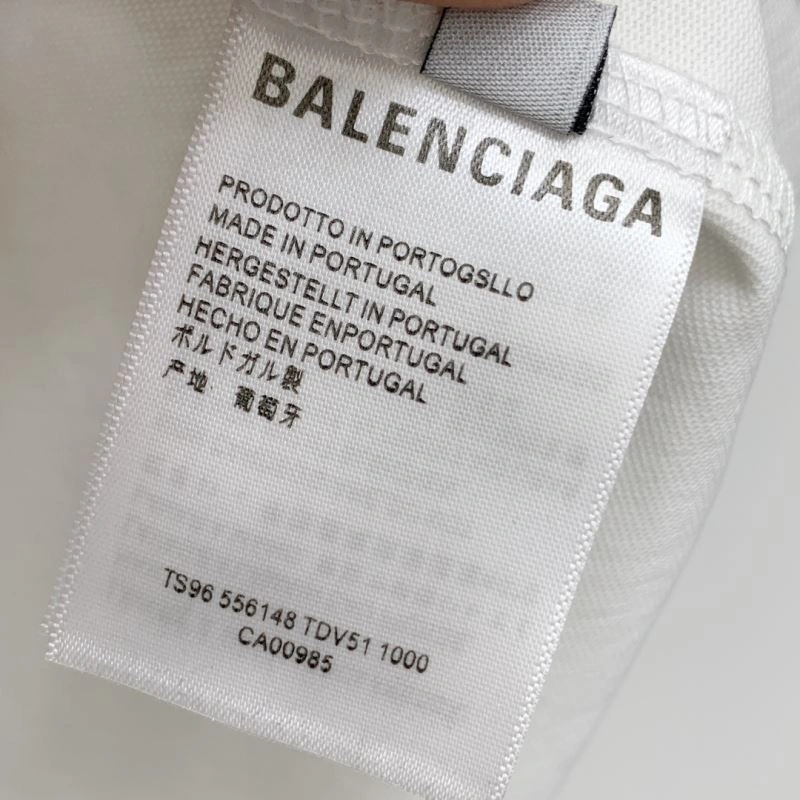 BALENCIAGA
PRODOTTO IN PORTOGSLLO
MADE IN PORTUGAL
HERGESTELLT IN PORTUGAL
FABRIQUE ENPORTUGAL
HECHO EN PORTUGAL
ポルドガル製
产地 葡萄牙
TS96 556148 TDV51 1000
CA00985